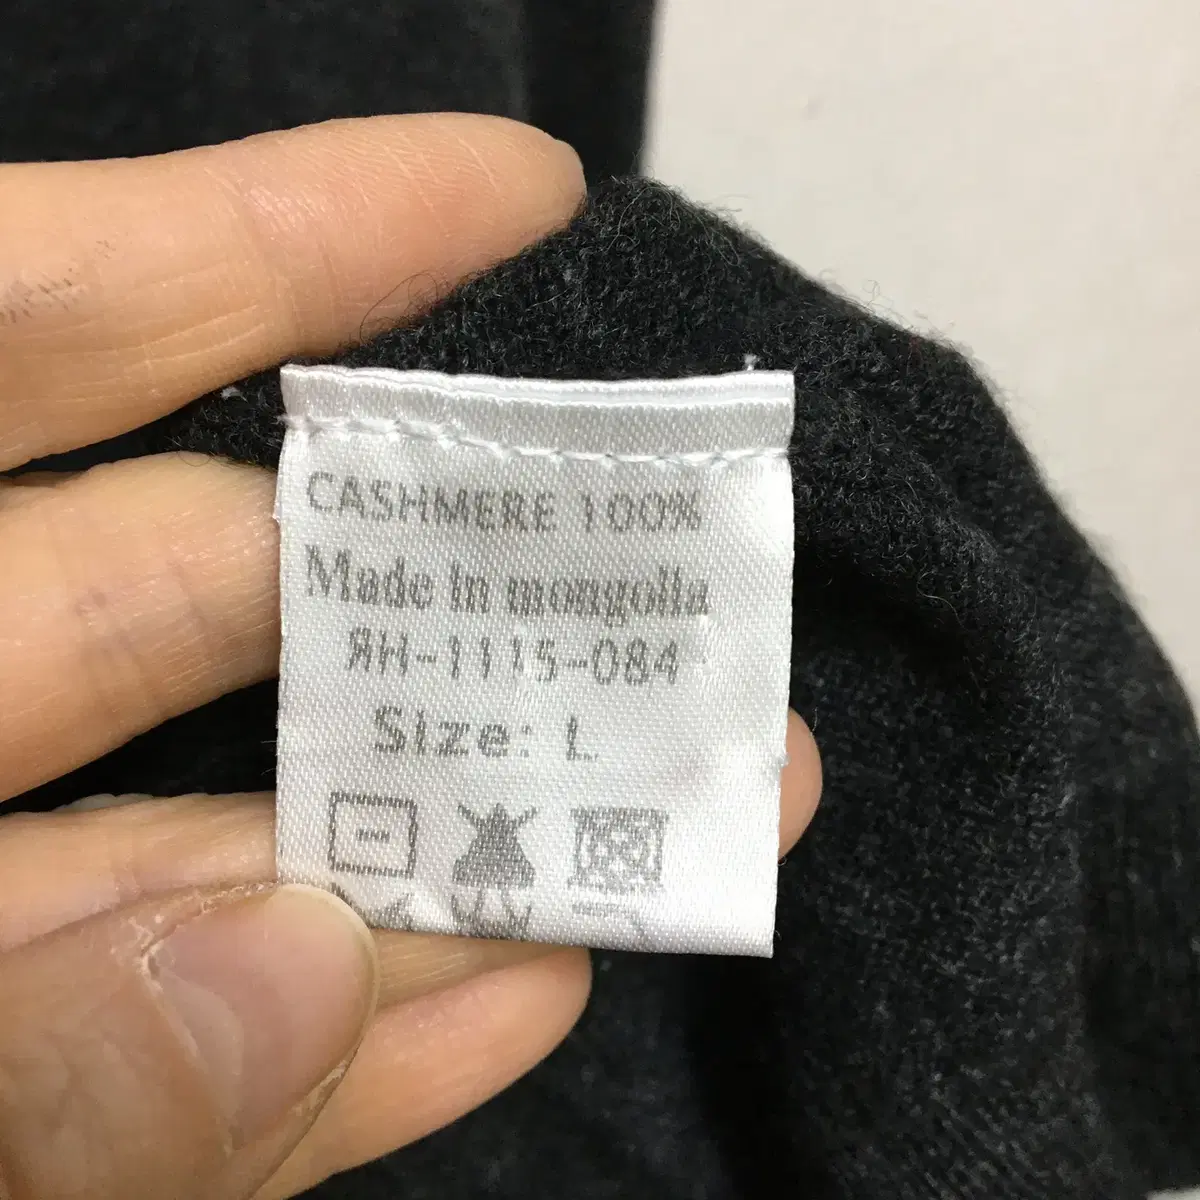 CASHMERE 100%
Made in mongolia
ЯH-1115-084
Size: L